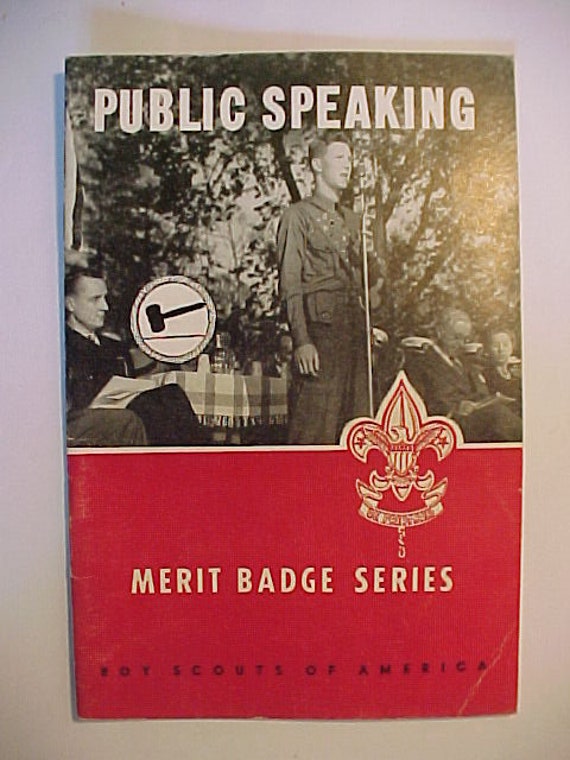 PUBLIC SPEAKING
MERIT BADGE SERIES
BOY SCOUTS OF AMERICA